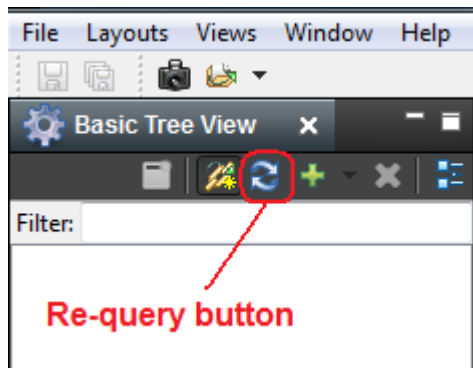 File Layouts Views Window Help
Basic Tree View
Filter:
Re-query button